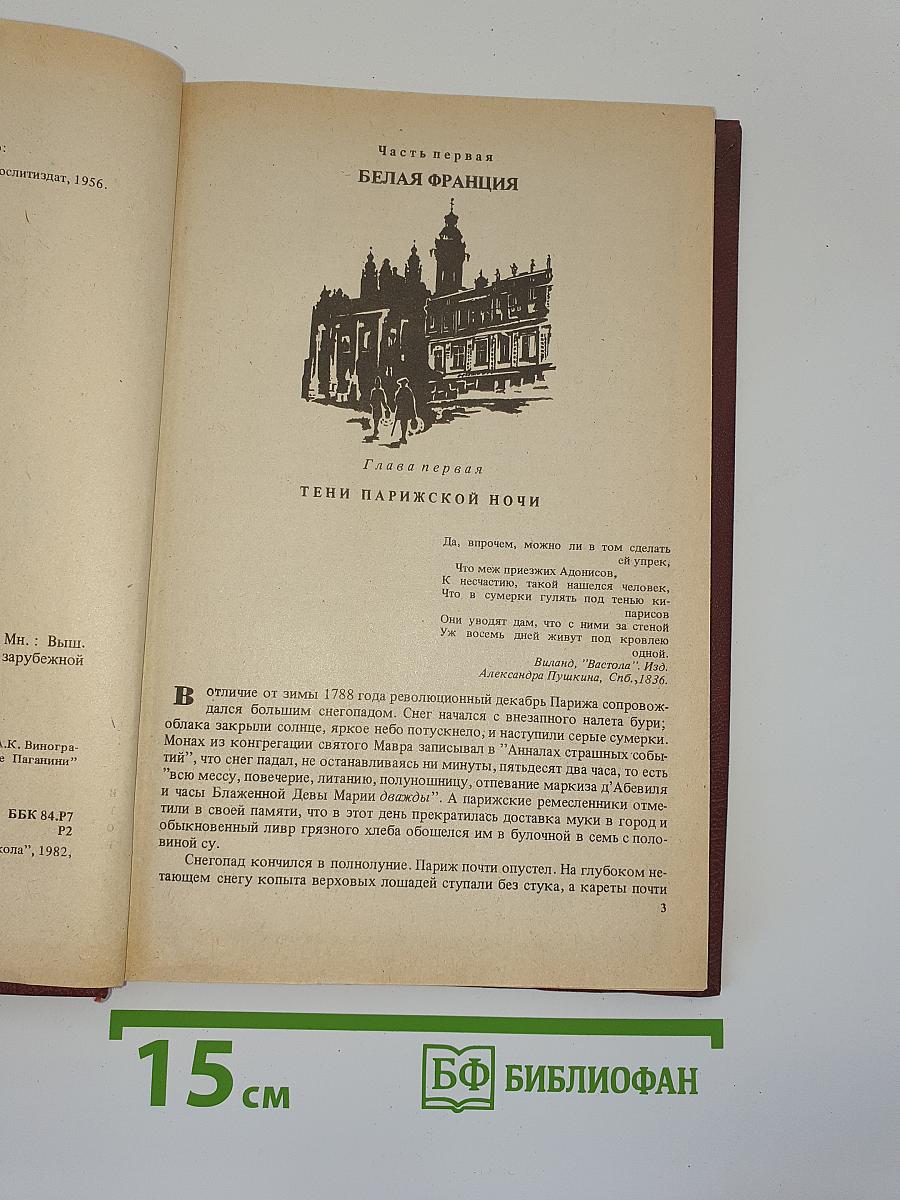 о:
ослитиздат, 1956.
Мн. : Выш.
зарубежной
А.К. Виногра-
е Паганини"
ББК 84.Р7
Р2
кола", 1982,
Часть первая
БЕЛАЯ ФРАНЦИЯ
Глава первая
ТЕНИ ПАРИЖСКОЙ НОЧИ
Да, впрочем, можно ли в том сделать
ей упрек,
Что меж приезжих Адонисов,
К несчастию, такой нашелся человек,
Что в сумерки гулять под тенью ки-
парисов
Они уводят дам, что с ними за стеной
Уж восемь дней живут под кровлею
одной.
Виланд, "Вастола". Изд.
Александра Пушкина, Спб.,1836.
В отличие от зимы 1788 года революционный декабрь Парижа сопровож-
дался большим снегопадом. Снег начался с внезапного налета бури;
облака закрыли солнце, яркое небо потускнело, и наступили серые сумерки.
Монах из конгрегации святого Мавра записывал в "Анналах страшных собы-
тий", что снег падал, не останавливаясь ни минуты, пятьдесят два часа, то есть
"всю мессу, повечерие, литанию, полуношницу, отпевание маркиза д'Абевиля
и часы Блаженной Девы Марии дважды". А парижские ремесленники отме-
тили в своей памяти, что в этот день прекратилась доставка муки в город и
обыкновенный ливр грязного хлеба обошелся им в булочной в семь с поло-
виной су.
Снегопад кончился в полнолуние. Париж почти опустел. На глубоком не-
тающем снегу копыта верховых лошадей ступали без стука, а кареты почти
3
15 см
БФ БИБЛИОФАН